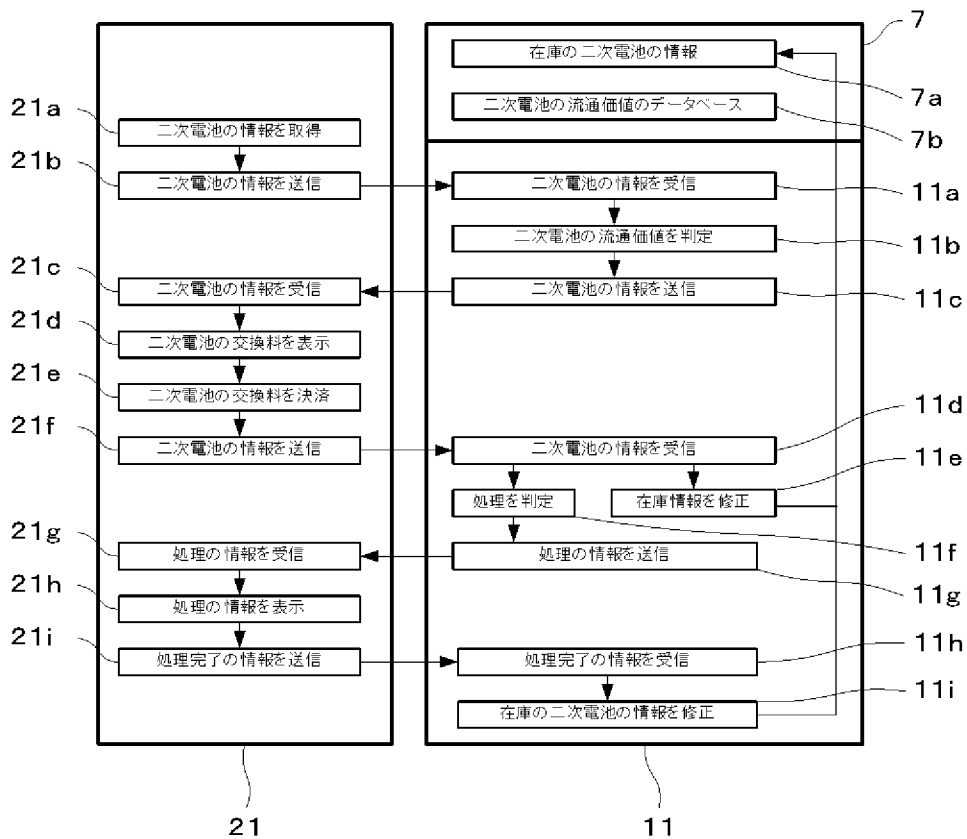 7
在庫の二次電池の情報
7a
21a
二次電池の流通価値のデータベース
二次電池の情報を取得
7b
21b
二次電池の情報を送信
二次電池の情報を受信
11a
二次電池の流通価値を判定
11b
21c
二次電池の情報を受信
二次電池の情報を送信
11c
21d
二次電池の交換料を表示
21e
二次電池の交換料を決済
21f
二次電池の情報を送信
二次電池の情報を受信
11d
処理を判定
在庫情報を修正
11e
21g
処理の情報を受信
処理の情報を送信
11f
11g
21h
処理の情報を表示
21i
処理完了の情報を送信
処理完了の情報を受信
11h
在庫の二次電池の情報を修正
11i
21
11